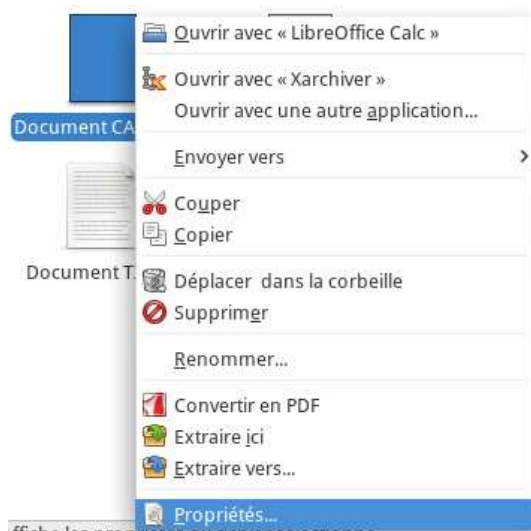 Ouvrir avec « LibreOffice Calc »
Ouvrir avec « Xarchiver »
Ouvrir avec une autre application...
Document CA
Envoyer vers
Couper
Copier
Document T
Déplacer dans la corbeille
Supprimer
Renommer...
Convertir en PDF
Extraire ici
Extraire vers...
Propriétés...